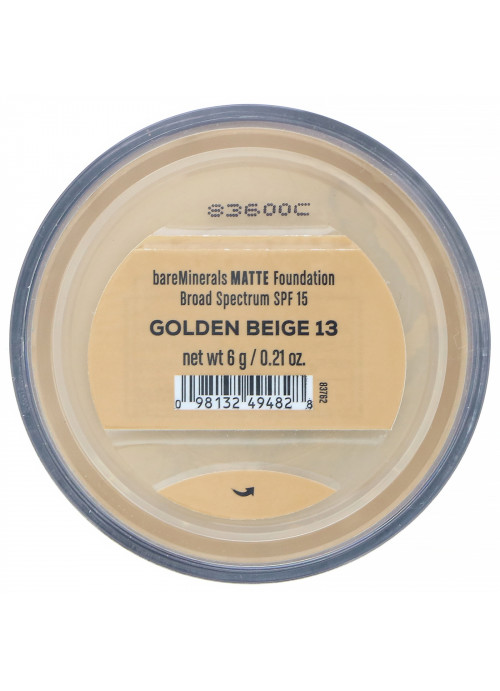 83600C
bareMinerals MATTE Foundation
Broad Spectrum SPF 15
GOLDEN BEIGE 13
net wt 6 g / 0.21 oz.
83762
0 98132 49482 8